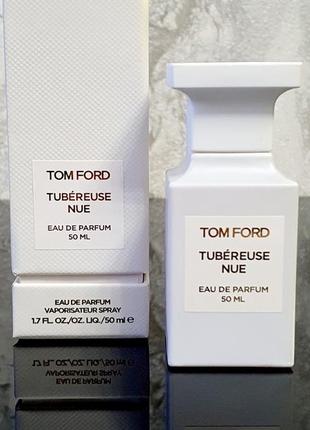 TOM FORD
TUBÉREUSE
NUE
EAU DE PARFUM
50 ML
EAU DE PARFUM
VAPORISATEUR SPRAY
1.7 FL. OZ./OZ. LIQ./50 ml e
TOM FORD
TUBÉREUSE
NUE
EAU DE PARFUM
50 ML